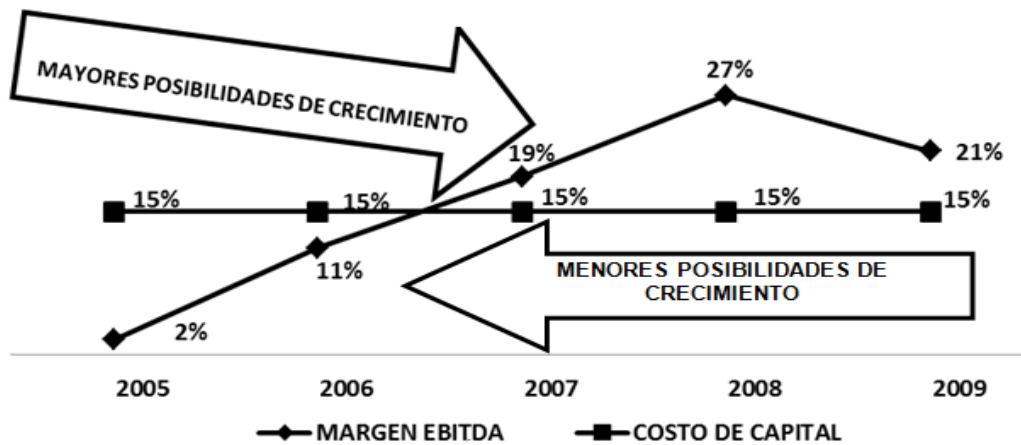 MAYORES POSIBILIDADES DE CRECIMIENTO
27%
19%
21%
15%
15%
15%
15%
15%
11%
MENORES POSIBILIDADES DE
CRECIMIENTO
2%
2005 2006 2007 2008 2009
MARGEN EBITDA COSTO DE CAPITAL